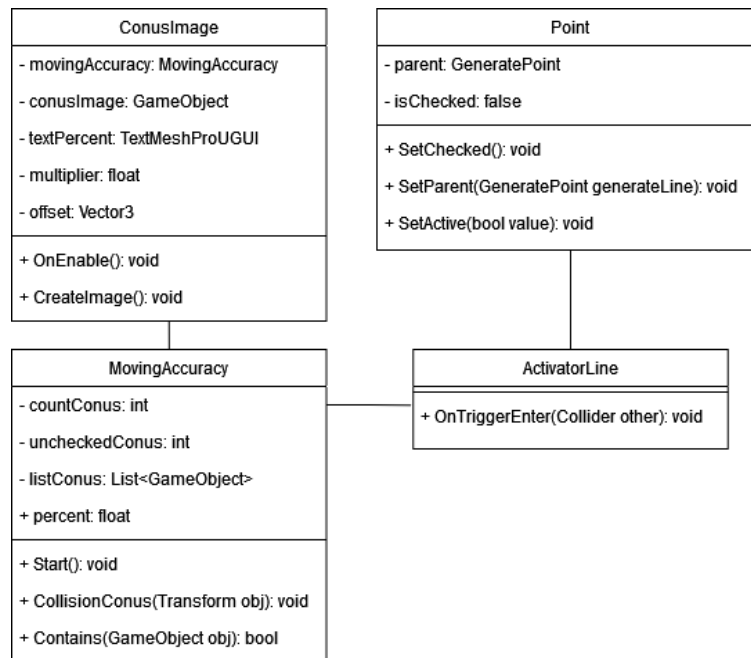 ConusImage
- movingAccuracy: MovingAccuracy
- conusImage: GameObject
- textPercent: TextMeshProUGUI
- multiplier: float
- offset: Vector3
+ OnEnable(): void
+ CreateImage(): void
Point
- parent: GeneratePoint
- isChecked: false
+ SetChecked(): void
+ SetParent(GeneratePoint generateLine): void
+ SetActive(bool value): void
MovingAccuracy
- countConus: int
- uncheckedConus: int
- listConus: List<GameObject>
+ percent: float
+ Start(): void
+ CollisionConus(Transform obj): void
+ Contains(GameObject obj): bool
ActivatorLine
+ OnTriggerEnter(Collider other): void